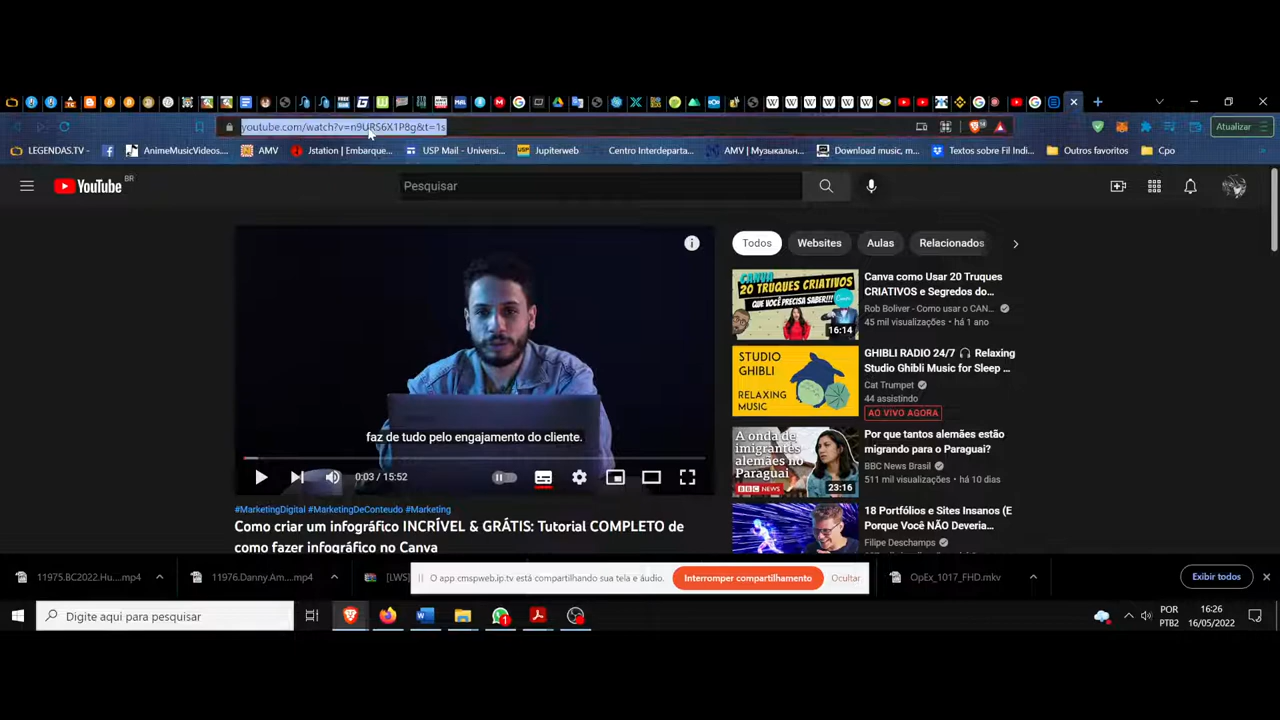 youtube.com/watch?v=n9URS6X1P8g&t=1s
Atualizar
LEGENDAS.TV -
AnimeMusicVideos...
AMV
Jstation | Embarque...
USP Mail - Universi...
Jupiterweb
Centro Interdeparta...
AMV | Музыкальн...
Download music, m...
Textos sobre Fil Indi...
Outros favoritos
Cpo
YouTube BR
Pesquisar
Todos
Websites
Aulas
Relacionados
CANVA
20 TRUQUES CRIATIVOS
QUE VOCÊ PRECISA SABER!!!
16:14
Canva como Usar 20 Truques
CRIATIVOS e Segredos do...
Rob Boliver - Como usar o CAN...
45 mil visualizações • há 1 ano
STUDIO
GHIBLI
RELAXING
MUSIC
GHIBLI RADIO 24/7 🎧 Relaxing
Studio Ghibli Music for Sleep ...
Cat Trumpet
44 assistindo
AO VIVO AGORA
A onda de
imigrantes
alemães no
Paraguai
BBC NEWS BRASIL
23:16
Por que tantos alemães estão
migrando para o Paraguai?
BBC News Brasil
511 mil visualizações • há 10 dias
18 Portfólios e Sites Insanos (E
Porque Você NÃO Deveria...
Filipe Deschamps
faz de tudo pelo engajamento do cliente.
0:03 / 15:52
#MarketingDigital #MarketingDeConteudo #Marketing
Como criar um infográfico INCRÍVEL & GRÁTIS: Tutorial COMPLETO de
como fazer infográfico no Canva
11975.BC2022.Hu....mp4
11976.Danny.Am....mp4
[LWS]
O app cmspweb.ip.tv está compartilhando sua tela e áudio.
Interromper compartilhamento
Ocultar
OpEx_1017_FHD.mkv
Exibir todos
Digite aqui para pesquisar
POR
PTB2
16:26
16/05/2022